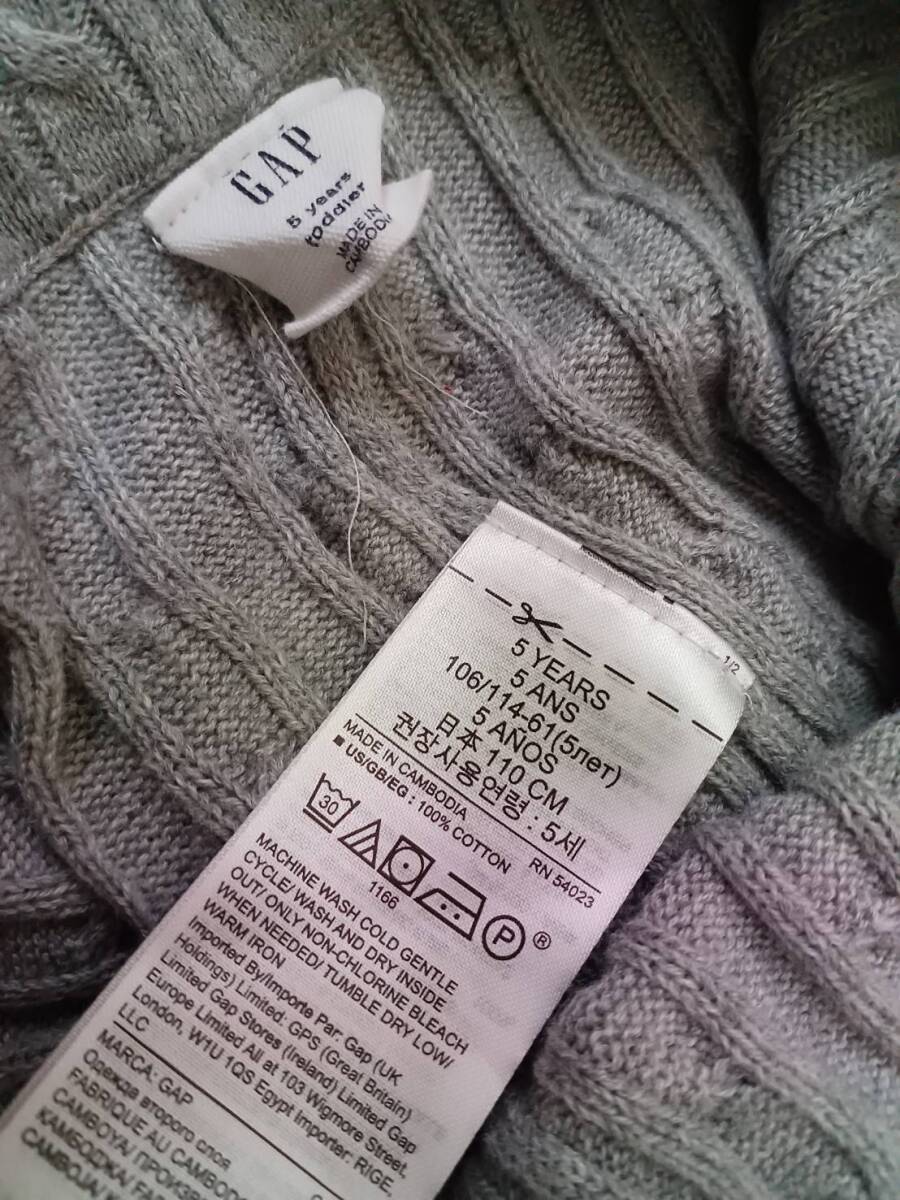 GAP
5 years
toddler
MADE IN
1/2
5 YEARS
5 ANS
106/114-61(5лет)
5 AÑOS
日本 110 CM
권장사용연령 : 5세
MADE IN CAMBODIA RN 54023
■ US/GB/EG : 100% COTTON
30
1166
P ®
MACHINE WASH COLD GENTLE
CYCLE/ WASH AND DRY INSIDE
OUT/ ONLY NON-CHLORINE BLEACH
WHEN NEEDED/ TUMBLE DRY LOW/
WARM IRON
Imported By/Importe Par: Gap (UK
Holdings) Limited: GPS (Great Britain)
Limited Gap Stores (Ireland) Limited Gap
Europe Limited All at 103 Wigmore Street,
London, W1U 1QS Egypt Importer: RIGE,
LLC
MARCA: GAP
Одежда второго слоя
FABRIQUE AU
CAMBOYA/
КАМБОДЖА/